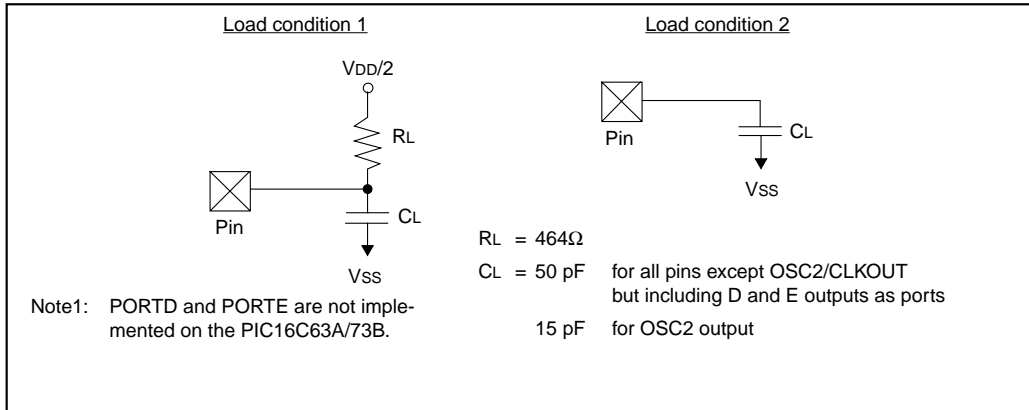 Load condition 1
VDD/2
RL
Pin
CL
VSS
Note1: PORTD and PORTE are not imple-
mented on the PIC16C63A/73B.
Load condition 2
Pin
CL
VSS
RL = 464Ω
CL = 50 pF for all pins except OSC2/CLKOUT
but including D and E outputs as ports
15 pF for OSC2 output